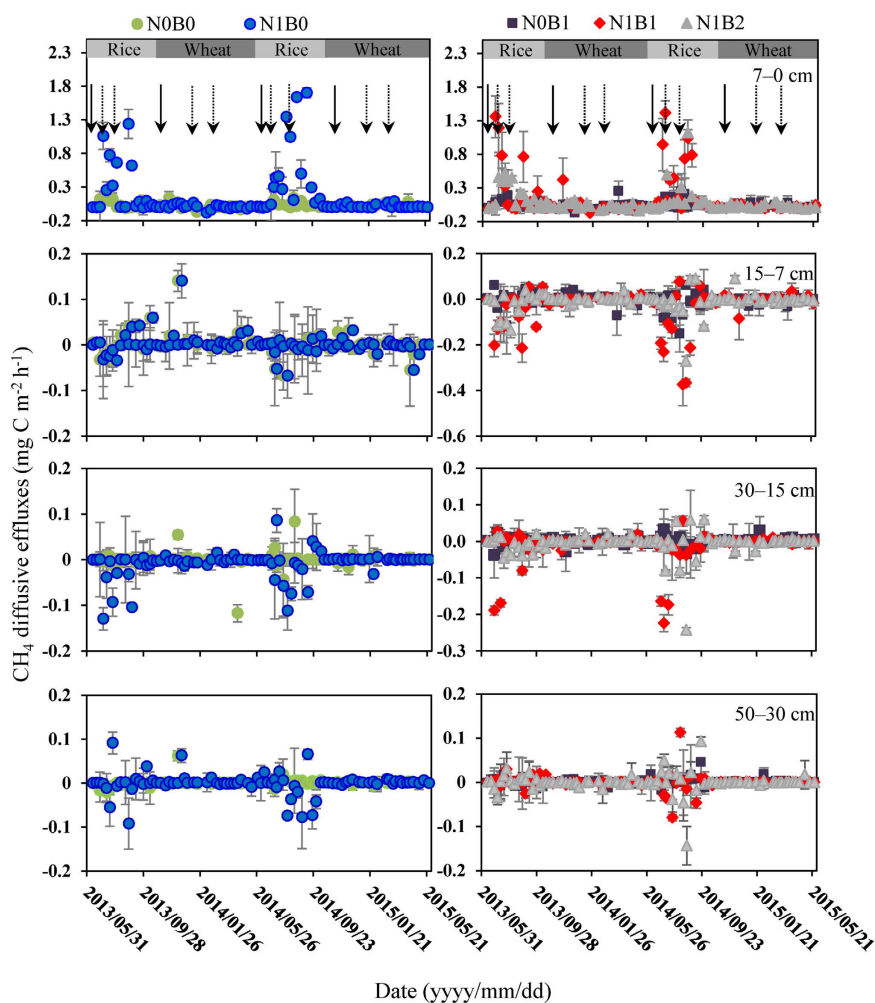 N0B0 N1B0 N0B1 N1B1 N1B2
Rice Wheat Rice Wheat Rice Wheat Rice Wheat
2.3 2.3
7–0 cm
1.8 1.8
1.3 1.3
0.8 0.8
0.3 0.3
-0.2 -0.2
0.2 0.2
15–7 cm
0.1 0.0
0 -0.2
-0.1 -0.4
-0.2 -0.6
CH₄ diffusive effluxes (mg C m⁻² h⁻¹)
0.2 0.2
30–15 cm
0.1 0.1
0 0.0
-0.1 -0.1
-0.2
-0.2 -0.3
0.2 0.2
50–30 cm
0.1 0.1
0 0
-0.1 -0.1
-0.2 -0.2
2013/05/31 2013/09/28 2014/01/26 2014/05/26 2014/09/23 2015/01/21 2015/05/21 2013/05/31 2013/09/28 2014/01/26 2014/05/26 2014/09/23 2015/01/21 2015/05/21
Date (yyyy/mm/dd)